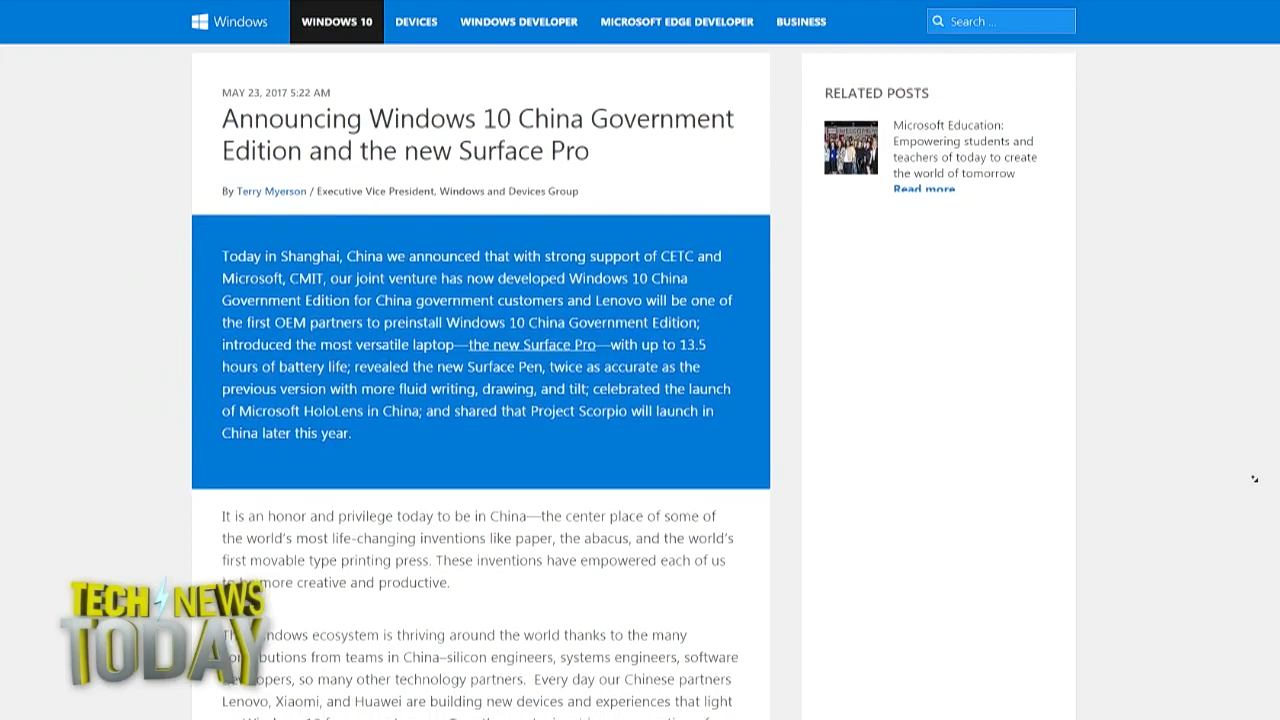 Windows
WINDOWS 10
DEVICES
WINDOWS DEVELOPER
MICROSOFT EDGE DEVELOPER
BUSINESS
Search ...
MAY 23, 2017 5:22 AM
Announcing Windows 10 China Government
Edition and the new Surface Pro
By Terry Myerson / Executive Vice President, Windows and Devices Group
Today in Shanghai, China we announced that with strong support of CETC and
Microsoft, CMIT, our joint venture has now developed Windows 10 China
Government Edition for China government customers and Lenovo will be one of
the first OEM partners to preinstall Windows 10 China Government Edition;
introduced the most versatile laptop—the new Surface Pro—with up to 13.5
hours of battery life; revealed the new Surface Pen, twice as accurate as the
previous version with more fluid writing, drawing, and tilt; celebrated the launch
of Microsoft HoloLens in China; and shared that Project Scorpio will launch in
China later this year.
It is an honor and privilege today to be in China—the center place of some of
the world's most life-changing inventions like paper, the abacus, and the world's
first movable type printing press. These inventions have empowered each of us
more creative and productive.
ecosystem is thriving around the world thanks to the many
from teams in China–silicon engineers, systems engineers, software
so many other technology partners. Every day our Chinese partners
Lenovo, Xiaomi, and Huawei are building new devices and experiences that light
RELATED POSTS
Microsoft Education:
Empowering students and
teachers of today to create
the world of tomorrow
Read more
TECH NEWS
TODAY